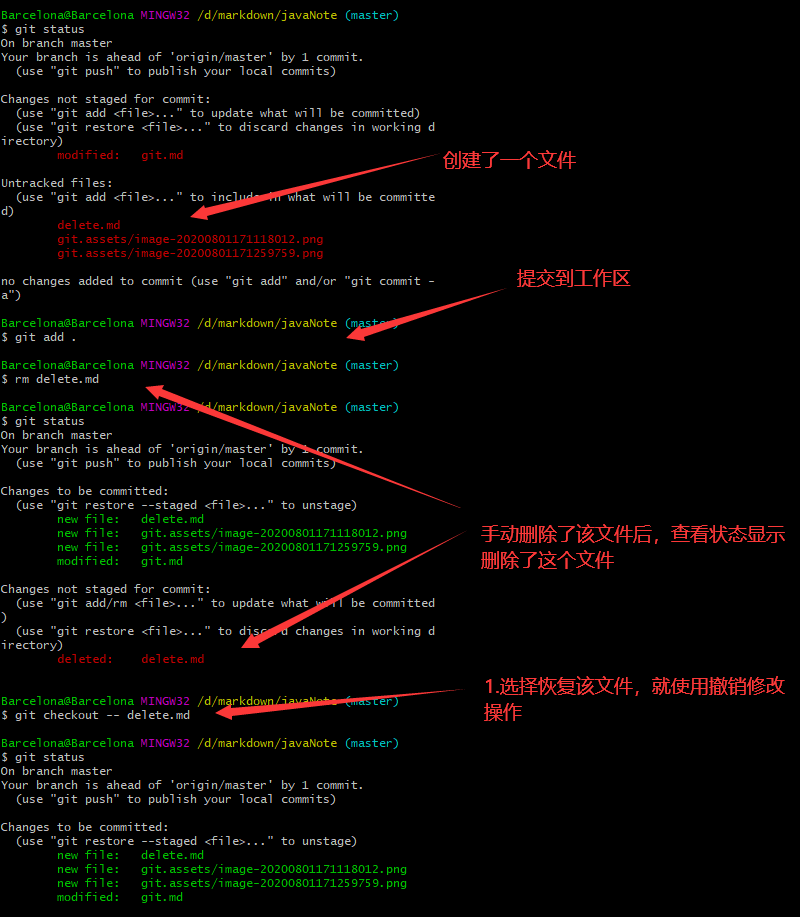 Barcelona@Barcelona MINGW32 /d/markdown/javaNote (master)
$ git status
On branch master
Your branch is ahead of 'origin/master' by 1 commit.
  (use "git push" to publish your local commits)
Changes not staged for commit:
  (use "git add <file>..." to update what will be committed)
  (use "git restore <file>..." to discard changes in working d
irectory)
        modified:   git.md
创建了一个文件
Untracked files:
  (use "git add <file>..." to include in what will be committe
d)
        delete.md
        git.assets/image-20200801171118012.png
        git.assets/image-20200801171259759.png
no changes added to commit (use "git add" and/or "git commit -
a")
提交到工作区
Barcelona@Barcelona MINGW32 /d/markdown/javaNote (master)
$ git add .
Barcelona@Barcelona MINGW32 /d/markdown/javaNote (master)
$ rm delete.md
Barcelona@Barcelona MINGW32 /d/markdown/javaNote (master)
$ git status
On branch master
Your branch is ahead of 'origin/master' by 1 commit.
  (use "git push" to publish your local commits)
Changes to be committed:
  (use "git restore --staged <file>..." to unstage)
        new file:   delete.md
        new file:   git.assets/image-20200801171118012.png
        new file:   git.assets/image-20200801171259759.png
        modified:   git.md
手动删除了该文件后，查看状态显示
删除了这个文件
Changes not staged for commit:
  (use "git add/rm <file>..." to update what will be committed
)
  (use "git restore <file>..." to discard changes in working d
irectory)
        deleted:    delete.md
1.选择恢复该文件，就使用撤销修改
操作
Barcelona@Barcelona MINGW32 /d/markdown/javaNote (master)
$ git checkout -- delete.md
Barcelona@Barcelona MINGW32 /d/markdown/javaNote (master)
$ git status
On branch master
Your branch is ahead of 'origin/master' by 1 commit.
  (use "git push" to publish your local commits)
Changes to be committed:
  (use "git restore --staged <file>..." to unstage)
        new file:   delete.md
        new file:   git.assets/image-20200801171118012.png
        new file:   git.assets/image-20200801171259759.png
        modified:   git.md